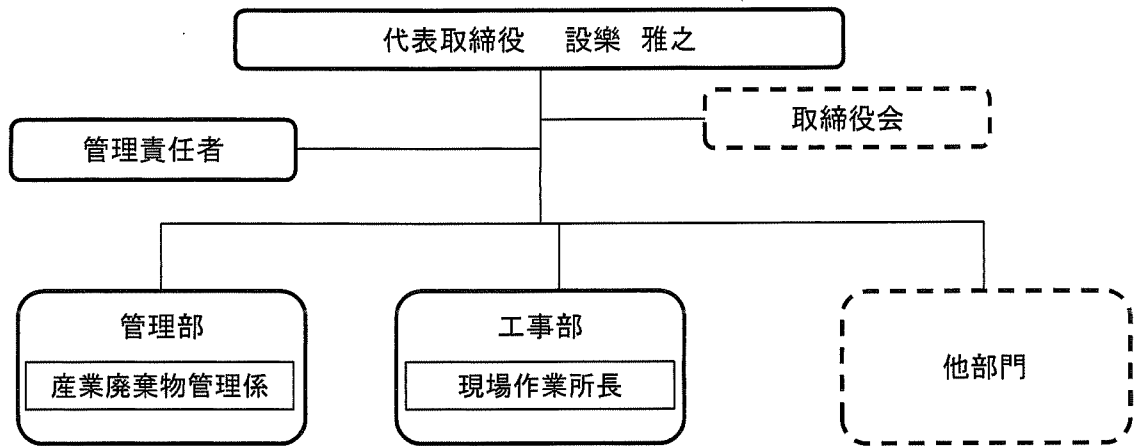 代表取締役 設樂 雅之
取締役会
管理責任者
管理部
産業廃棄物管理係
工事部
現場作業所長
他部門